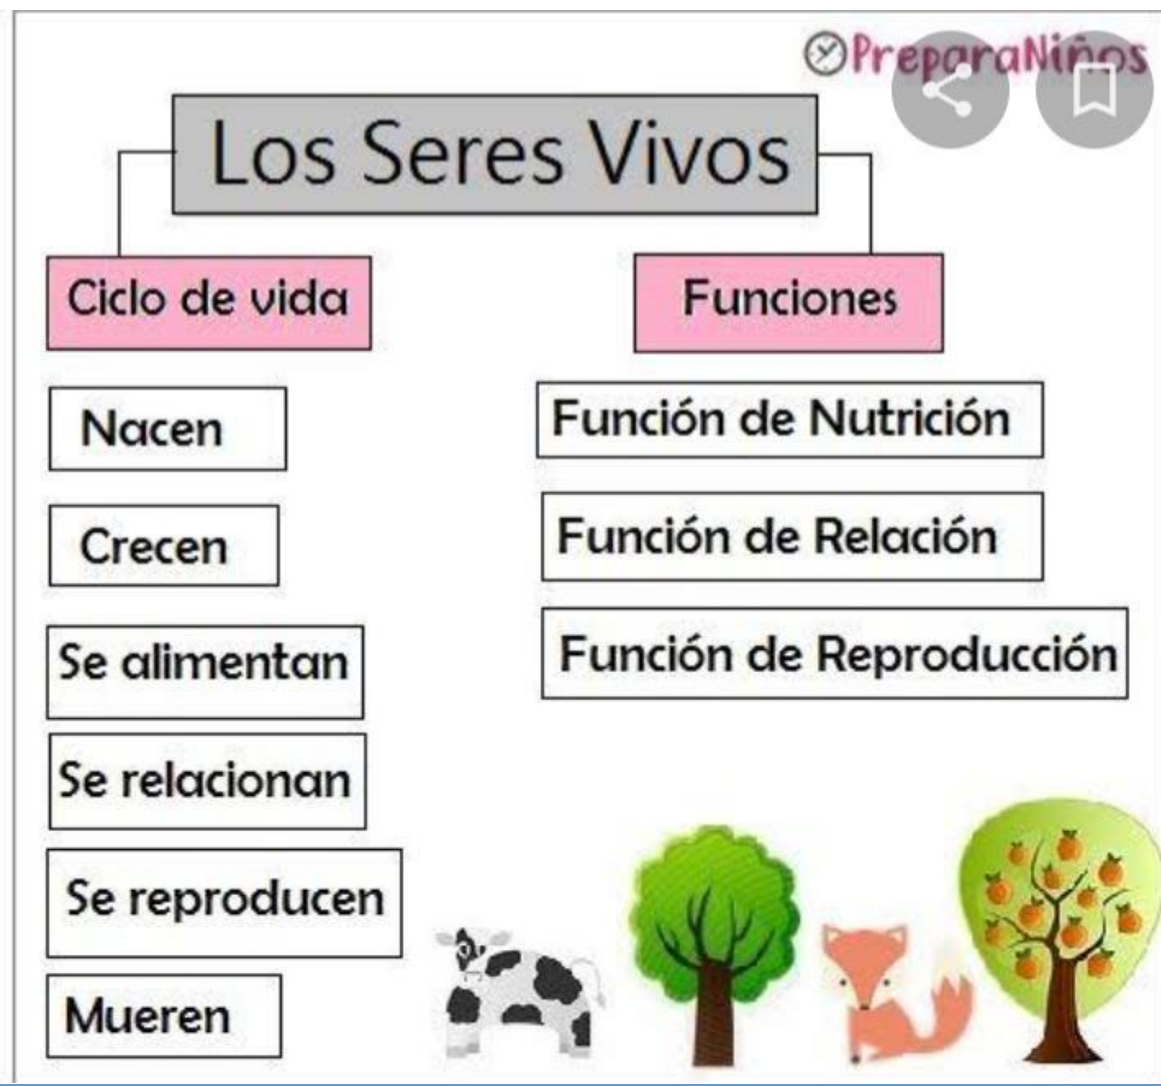 PreparaNiños
Los Seres Vivos
Ciclo de vida
Funciones
Nacen
Función de Nutrición
Crecen
Función de Relación
Se alimentan
Función de Reproducción
Se relacionan
Se reproducen
Mueren